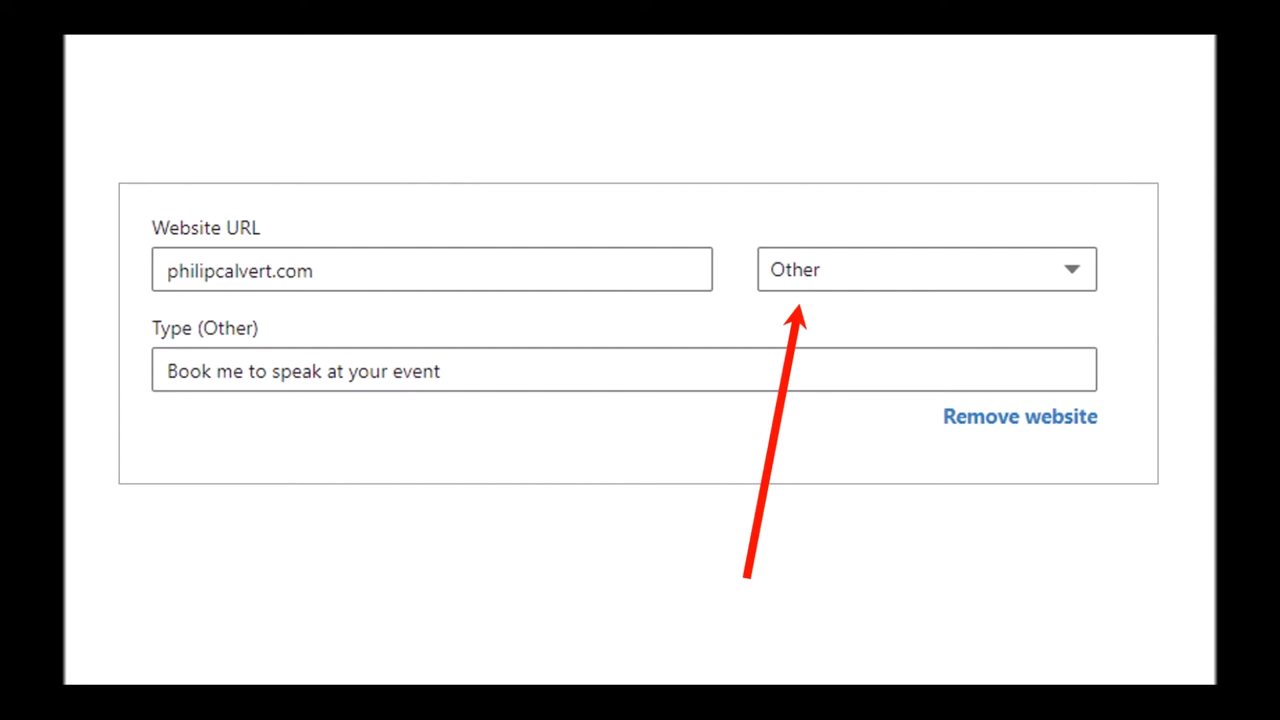 Website URL
philipcalvert.com
Other
Type (Other)
Book me to speak at your event
Remove website